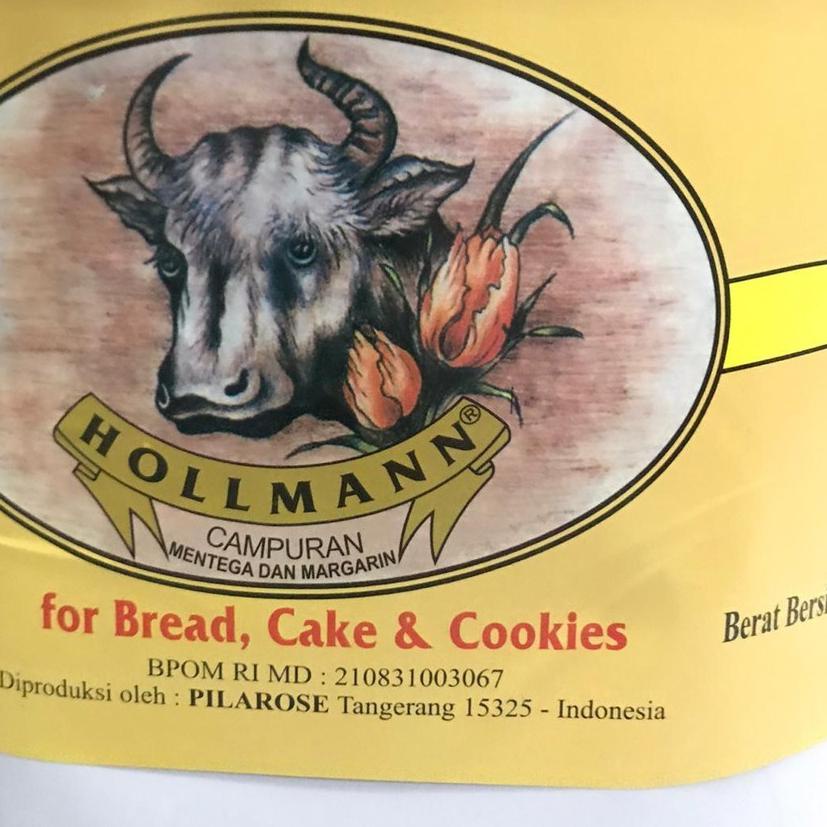 HOLLMANN®
CAMPURAN
MENTEGA DAN MARGARIN
for Bread, Cake & Cookies
BPOM RI MD : 210831003067
Diproduksi oleh : PILAROSE Tangerang 15325 - Indonesia
Berat